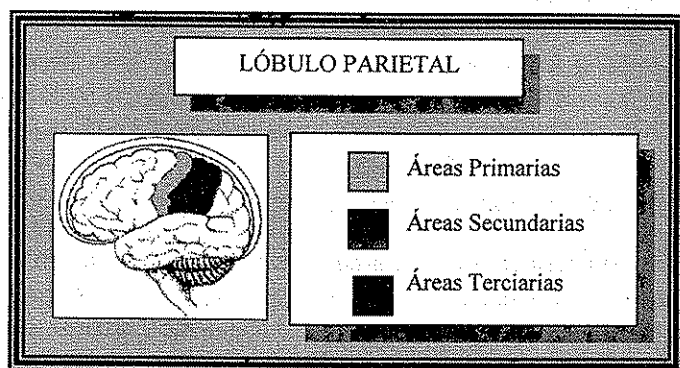 LÓBULO PARIETAL
Áreas Primarias
Áreas Secundarias
Áreas Terciarias